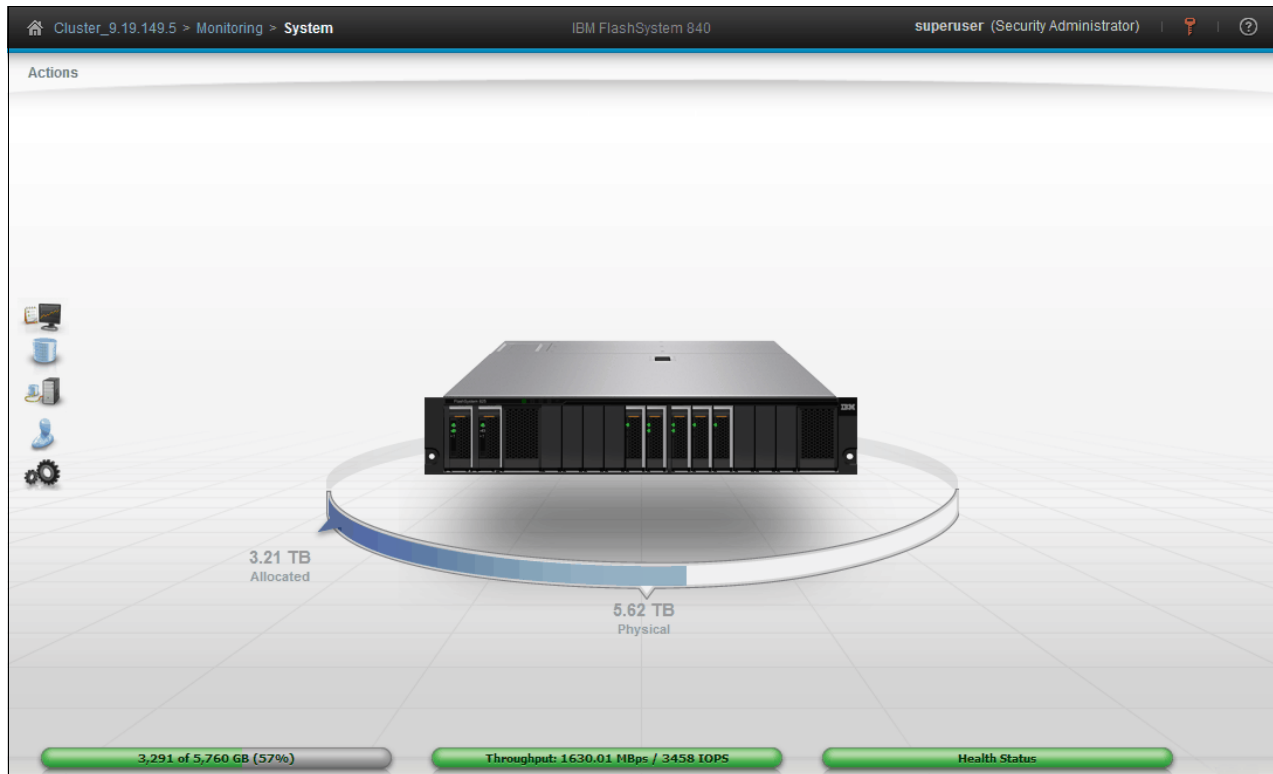 Cluster_9.19.149.5 > Monitoring > System
IBM FlashSystem 840
superuser (Security Administrator)
Actions
IBM
3.21 TB
Allocated
5.62 TB
Physical
3,291 of 5,760 GB (57%)
Throughput: 1630.01 MBps / 3458 IOPS
Health Status